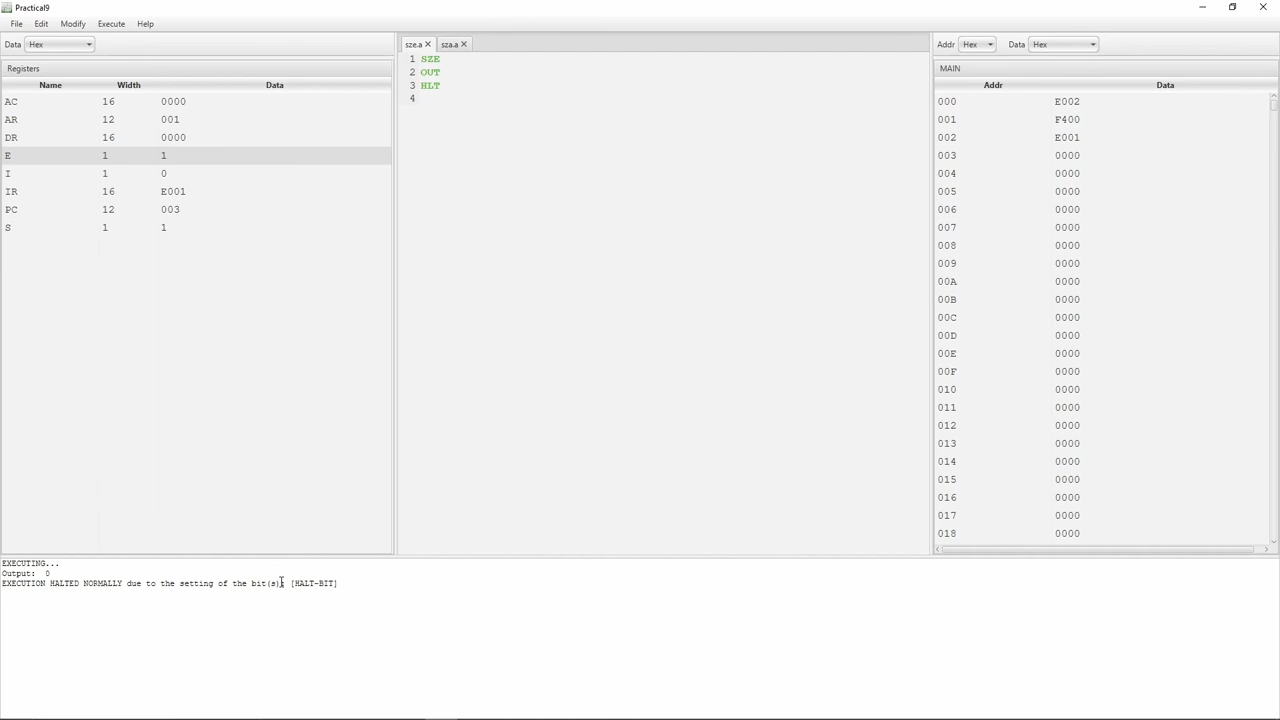 Practical9
File Edit Modify Execute Help
Data Hex
Registers
Name Width Data
AC 16 0000
AR 12 001
DR 16 0000
E 1 1
I 1 0
IR 16 E001
PC 12 003
S 1 1
sze.a sza.a
1 SZE
2 OUT
3 HLT
4
Addr Hex Data Hex
MAIN
Addr Data
000 E002
001 F400
002 E001
003 0000
004 0000
005 0000
006 0000
007 0000
008 0000
009 0000
00A 0000
00B 0000
00C 0000
00D 0000
00E 0000
00F 0000
010 0000
011 0000
012 0000
013 0000
014 0000
015 0000
016 0000
017 0000
018 0000
EXECUTING...
Output: 0
EXECUTION HALTED NORMALLY due to the setting of the bit(s): [HALT-BIT]